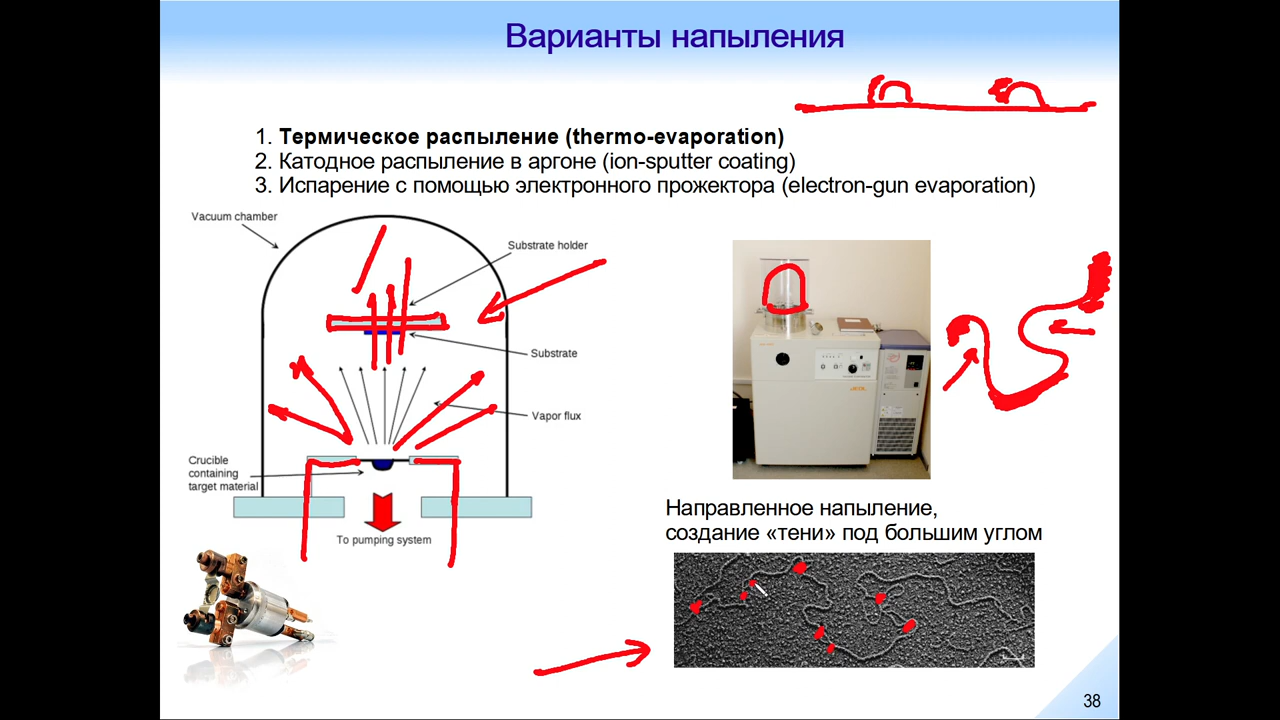 Варианты напыления
1. Термическое распыление (thermo-evaporation)
2. Катодное распыление в аргоне (ion-sputter coating)
3. Испарение с помощью электронного прожектора (electron-gun evaporation)
Vacuum chamber
Substrate holder
Substrate
Vapor flux
Crucible
containing
target material
To pumping system
Направленное напыление,
создание «тени» под большим углом
38